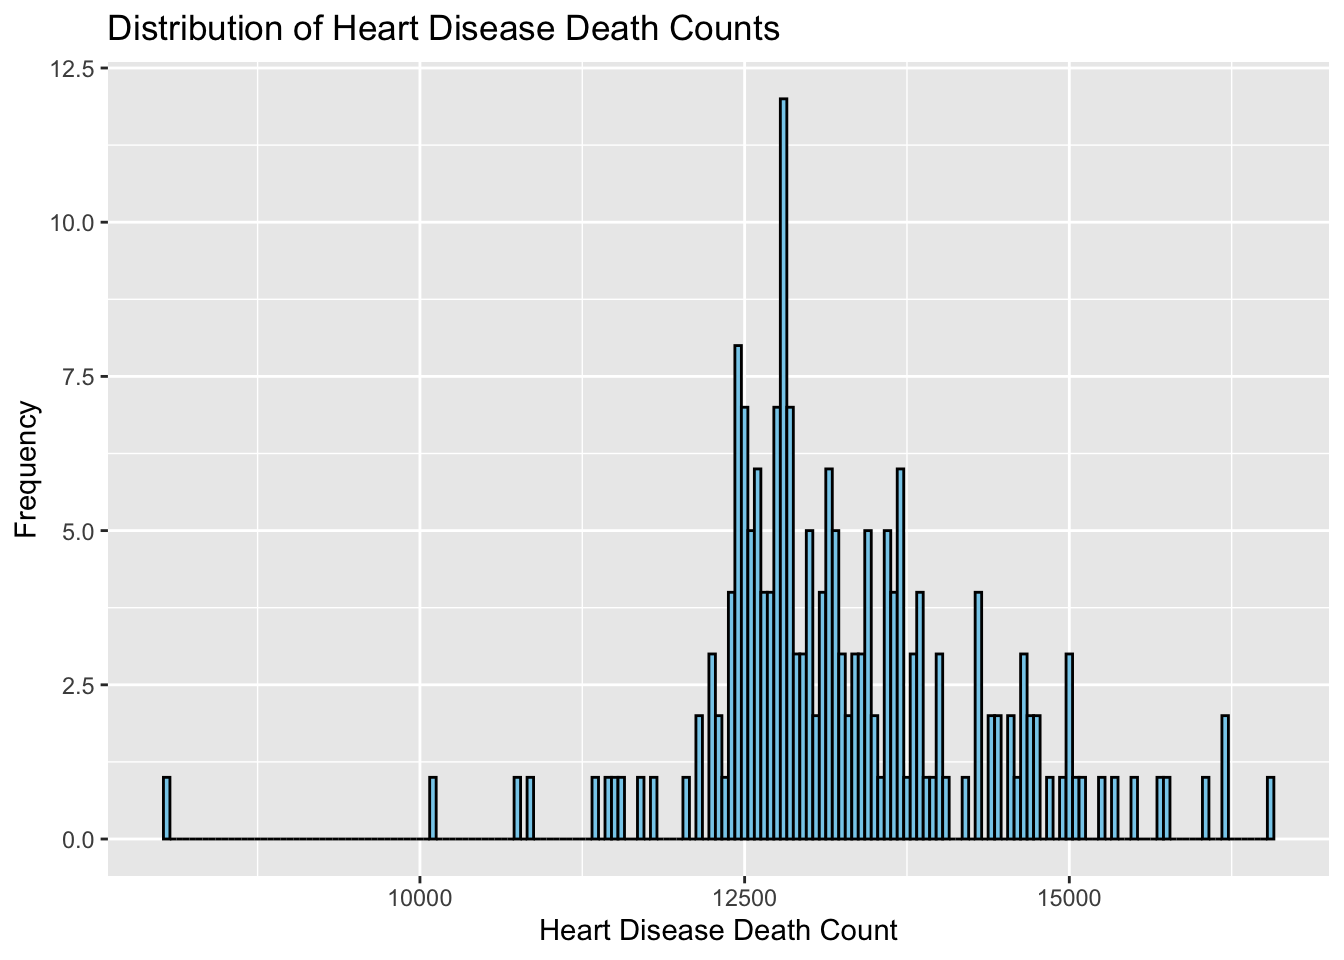 Distribution of Heart Disease Death Counts
12.5
10.0
7.5
5.0
2.5
0.0
Frequency
10000 12500 15000
Heart Disease Death Count